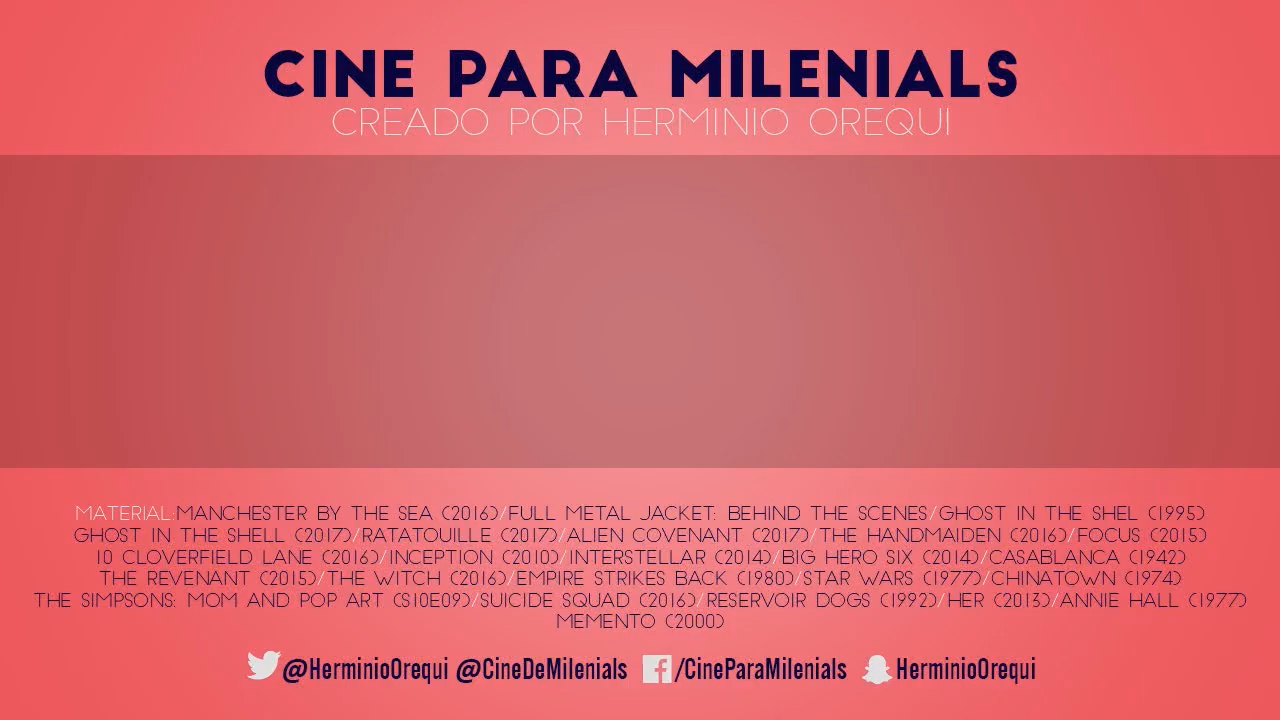 CINE PARA MILENIALS
CREADO POR HERMINIO OREQUI
MATERIAL:MANCHESTER BY THE SEA (2016)/FULL METAL JACKET: BEHIND THE SCENES/GHOST IN THE SHEL (1995)
GHOST IN THE SHELL (2017)/RATATOUILLE (2017)/ALIEN COVENANT (2017)/THE HANDMAIDEN (2016)/FOCUS (2015)
10 CLOVERFIELD LANE (2016)/INCEPTION (2010)/INTERSTELLAR (2014)/BIG HERO SIX (2014)/CASABLANCA (1942)
THE REVENANT (2015)/THE WITCH (2016)/EMPIRE STRIKES BACK (1980)/STAR WARS (1977)/CHINATOWN (1974)
THE SIMPSONS: MOM AND POP ART (S10E09)/SUICIDE SQUAD (2016)/RESERVOIR DOGS (1992)/HER (2013)/ANNIE HALL (1977)
MEMENTO (2000)
@HerminioOrequi @CineDeMilenials /CineParaMilenials HerminioOrequi